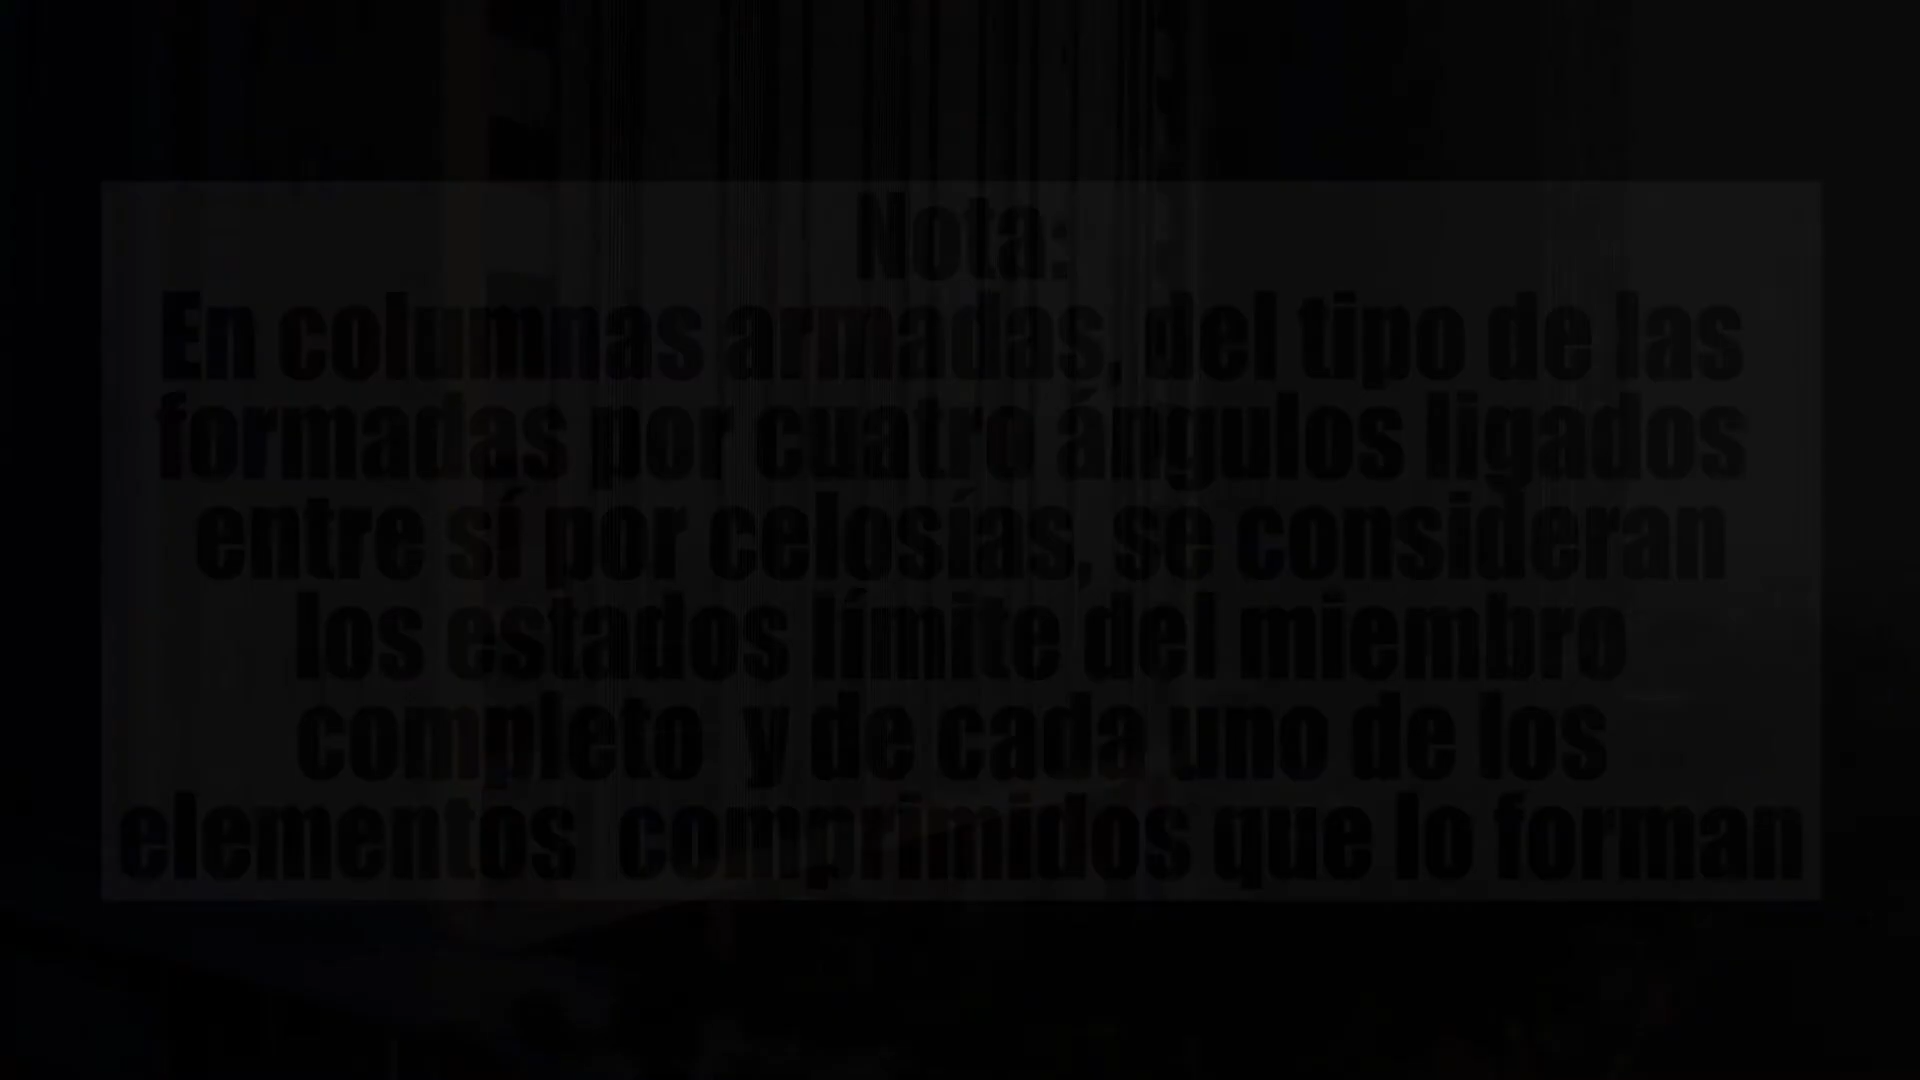 Nota:
En columnas armadas, del tipo de las
formadas por cuatro ángulos ligados
entre sí por celosías, se consideran
los estados límite del miembro
completo y de cada uno de los
elementos comprimidos que lo forman